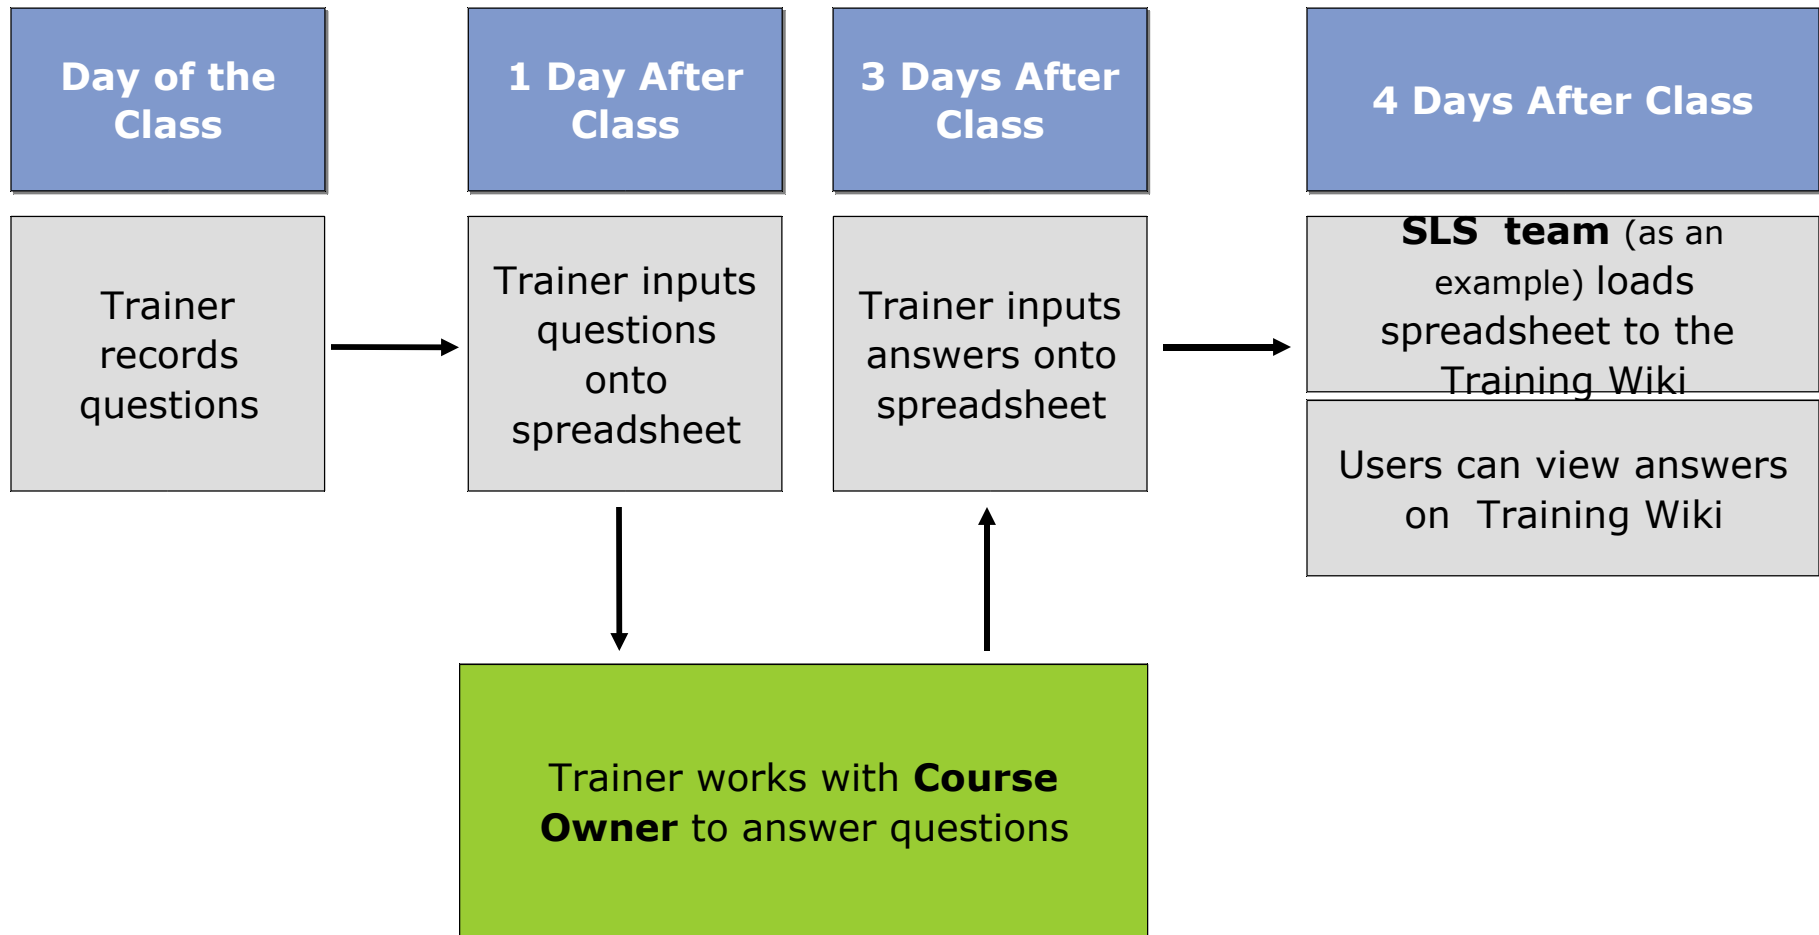 Day of the
Class
1 Day After
Class
3 Days After
Class
4 Days After Class
Trainer
records
questions
Trainer inputs
questions
onto
spreadsheet
Trainer inputs
answers onto
spreadsheet
SLS  team (as an
example) loads
spreadsheet to the
Training Wiki
Users can view answers
on  Training Wiki
Trainer works with Course
Owner to answer questions